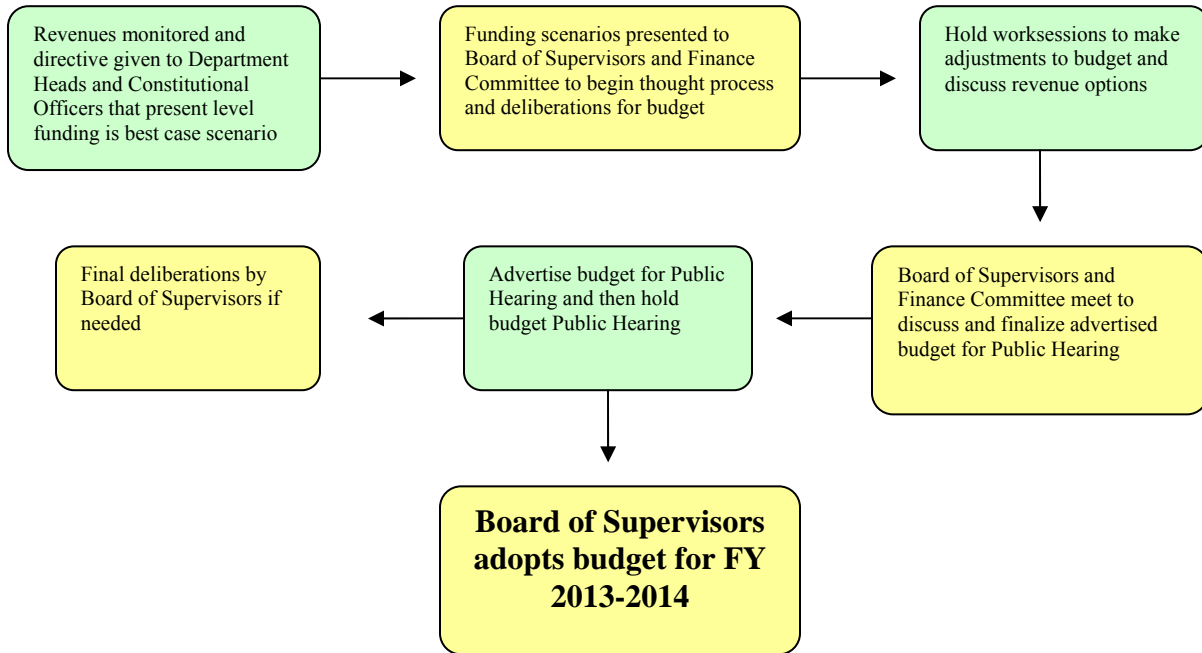 Revenues monitored and
directive given to Department
Heads and Constitutional
Officers that present level
funding is best case scenario
Funding scenarios presented to
Board of Supervisors and Finance
Committee to begin thought process
and deliberations for budget
Hold worksessions to make
adjustments to budget and
discuss revenue options
Board of Supervisors and
Finance Committee meet to
discuss and finalize advertised
budget for Public Hearing
Advertise budget for Public
Hearing and then hold
budget Public Hearing
Final deliberations by
Board of Supervisors if
needed
Board of Supervisors
adopts budget for FY
2013-2014